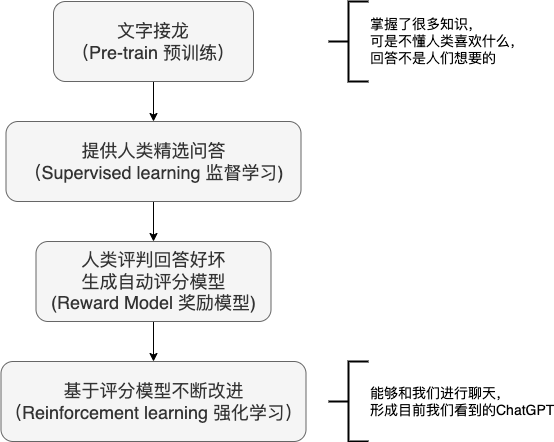 文字接龙
（Pre-train 预训练）
掌握了很多知识，
可是不懂人类喜欢什么，
回答不是人们想要的
提供人类精选问答
（Supervised learning 监督学习)
人类评判回答好坏
生成自动评分模型
(Reward Model 奖励模型)
基于评分模型不断改进
（Reinforcement learning 强化学习）
能够和我们进行聊天，
形成目前我们看到的ChatGPT